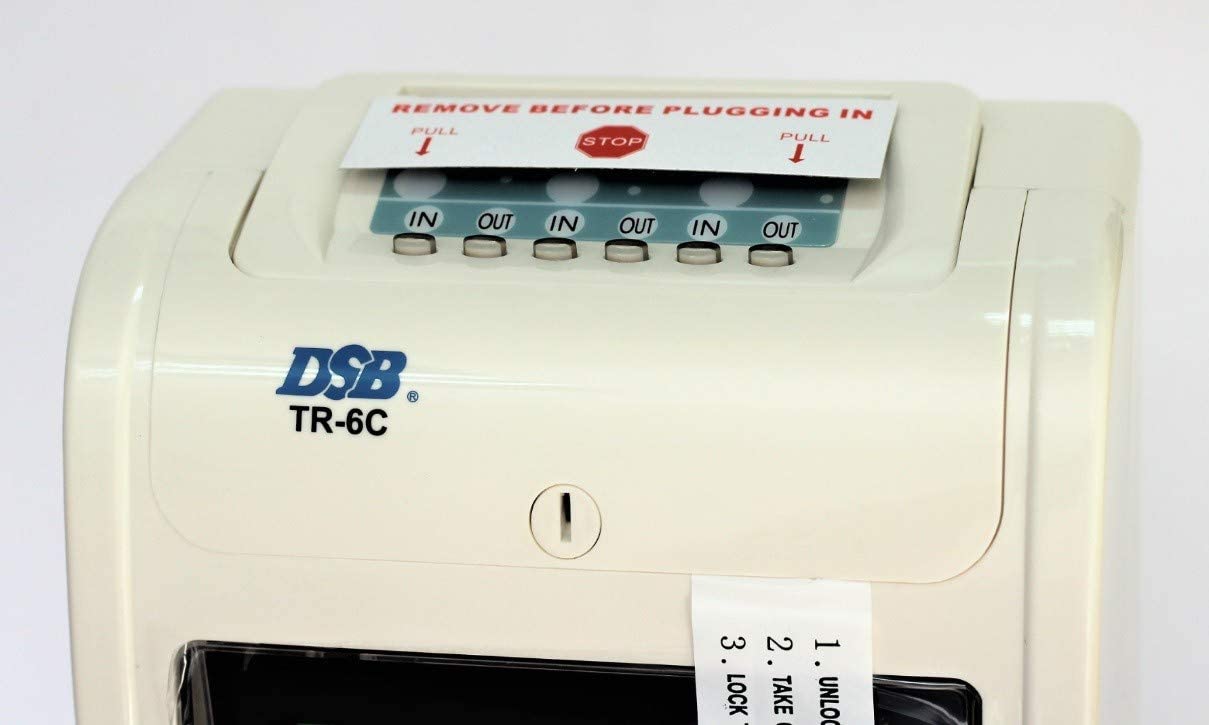 REMOVE BEFORE PLUGGING IN
PULL PULL
STOP
IN OUT IN OUT IN OUT
DSB®
TR-6C
1. UNLOC
2. TAKE
3. LOCK